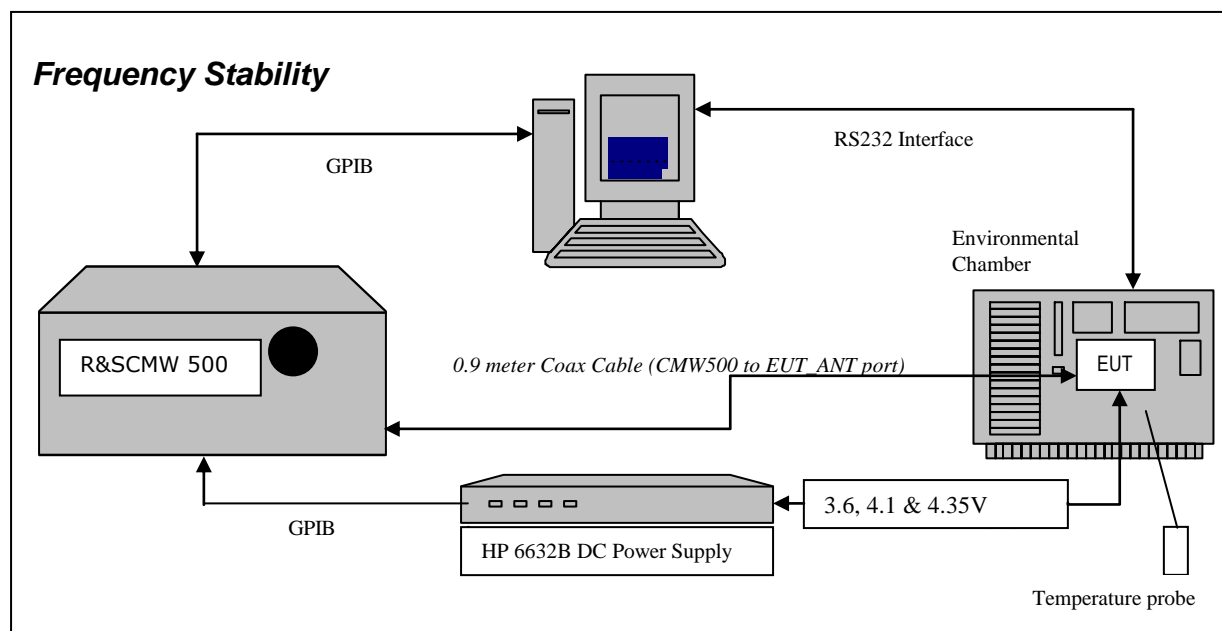 Frequency Stability
GPIB
RS232 Interface
Environmental
Chamber
R&SCMW 500
0.9 meter Coax Cable (CMW500 to EUT_ANT port)
EUT
GPIB
3.6, 4.1 & 4.35V
HP 6632B DC Power Supply
Temperature probe